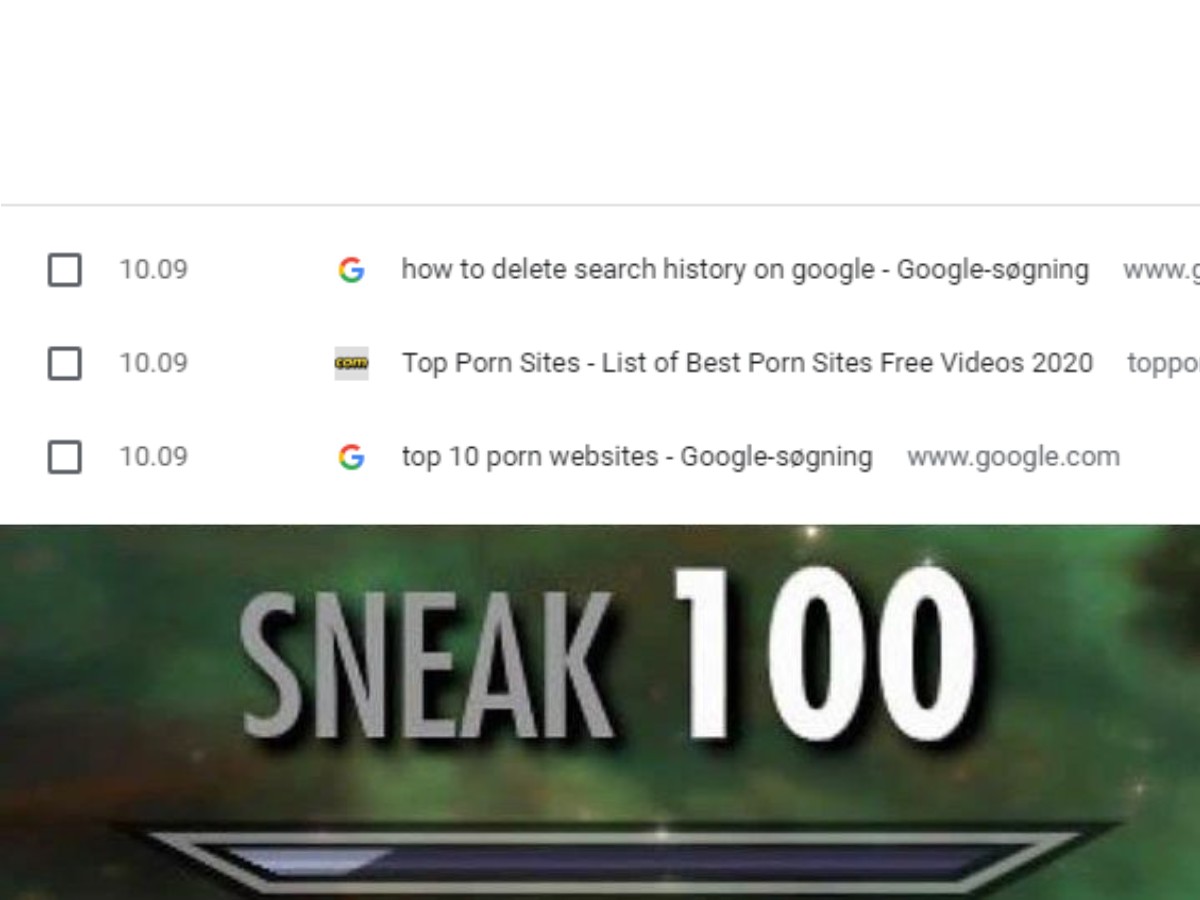 10.09 how to delete search history on google - Google-søgning www.g
10.09 com Top Porn Sites - List of Best Porn Sites Free Videos 2020 toppo
10.09 top 10 porn websites - Google-søgning www.google.com
SNEAK 100